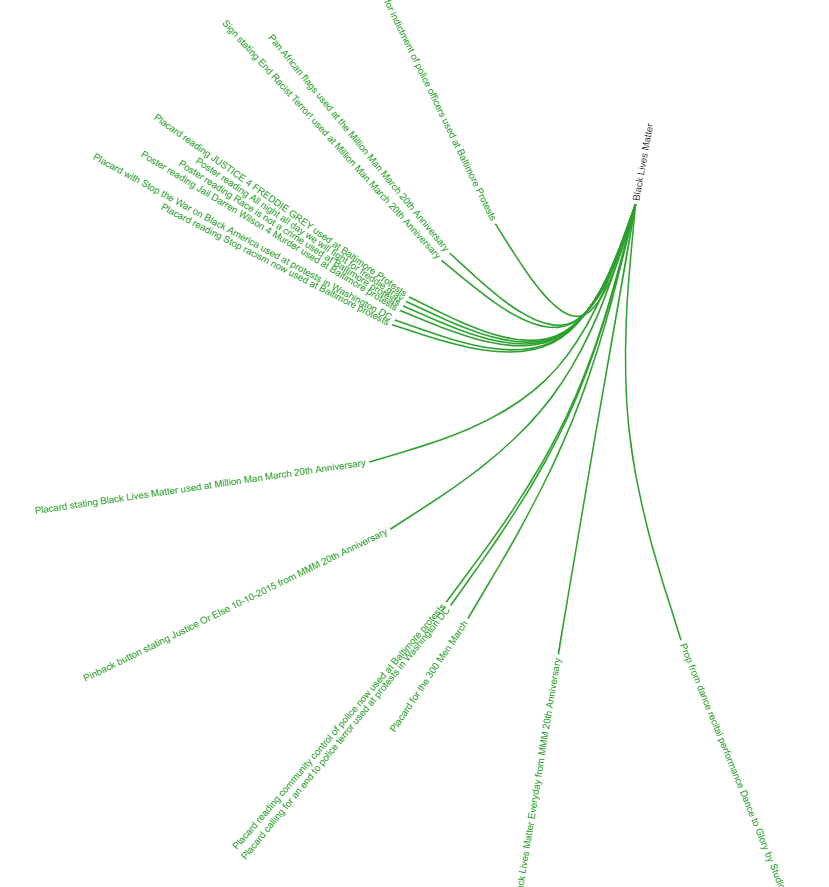 for indictment of police officers used at Baltimore Protests
Black Lives Matter
Pan African flags used at the Million Man March 20th Anniversary
Sign stating End Racist Terror! used at Million Man March 20th Anniversary
Placard reading JUSTICE 4 FREDDIE GREY used at Baltimore Protests
Poster reading All night all day we will fight for freddie gray
Poster reading Race is not a crime used at Baltimore protests
Poster reading Jail Darren Wilson 4 Murder used at Baltimore protests
Placard with Stop the War on Black America used at protests in Washington DC
Placard reading Stop racism now used at Baltimore protests
Placard stating Black Lives Matter used at Million Man March 20th Anniversary
Pinback button stating Justice Or Else 10-10-2015 from MMM 20th Anniversary
Placard reading community control of police now used at Baltimore protests
Placard calling for an end to police terror used at protests in Washington DC
Placard for the 300 Men March
Lives Matter Everyday from MMM 20th Anniversary
Prop from dance recital performance Dance to Glory by